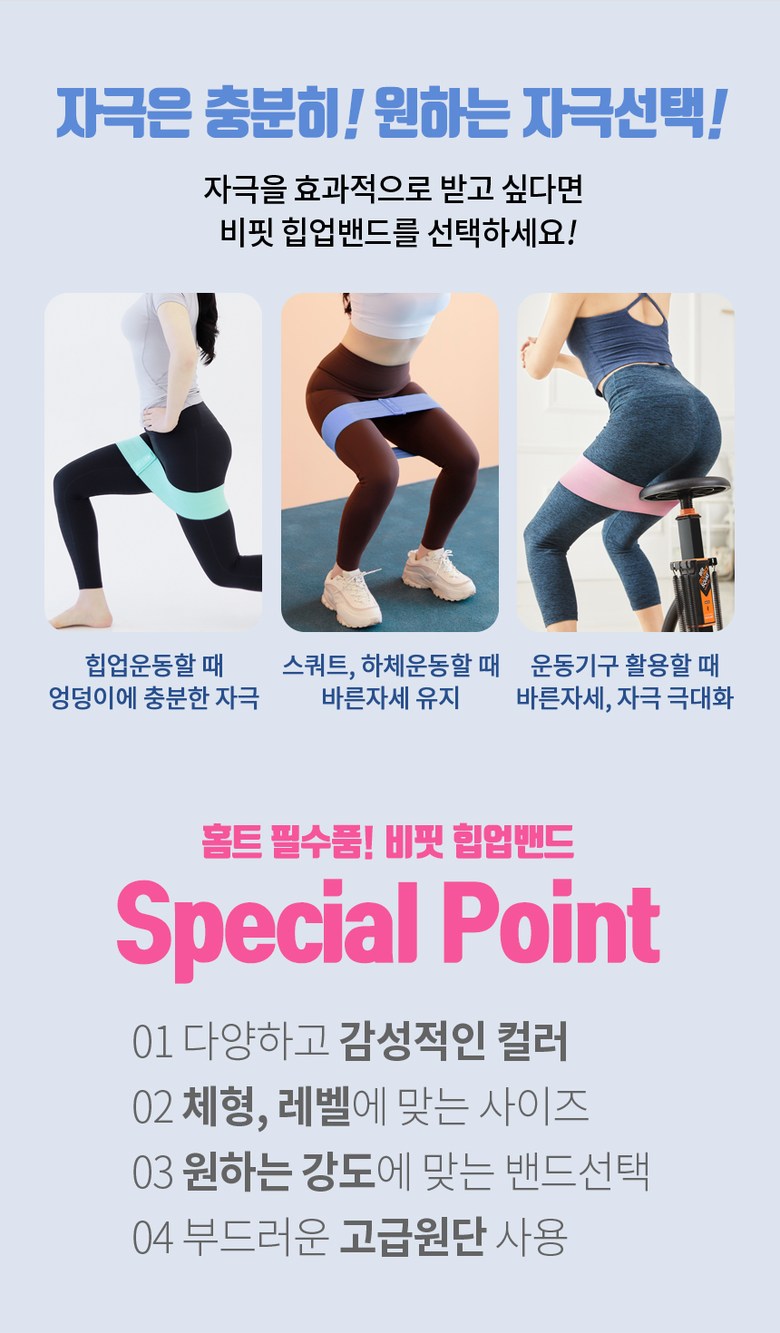 자극은 충분히! 원하는 자극선택!
자극을 효과적으로 받고 싶다면
비핏 힙업밴드를 선택하세요!
힙업운동할 때
엉덩이에 충분한 자극
스쿼트, 하체운동할 때
바른자세 유지
운동기구 활용할 때
바른자세, 자극 극대화
홈트 필수품! 비핏 힙업밴드
Special Point
01 다양하고 감성적인 컬러
02 체형, 레벨에 맞는 사이즈
03 원하는 강도에 맞는 밴드선택
04 부드러운 고급원단 사용